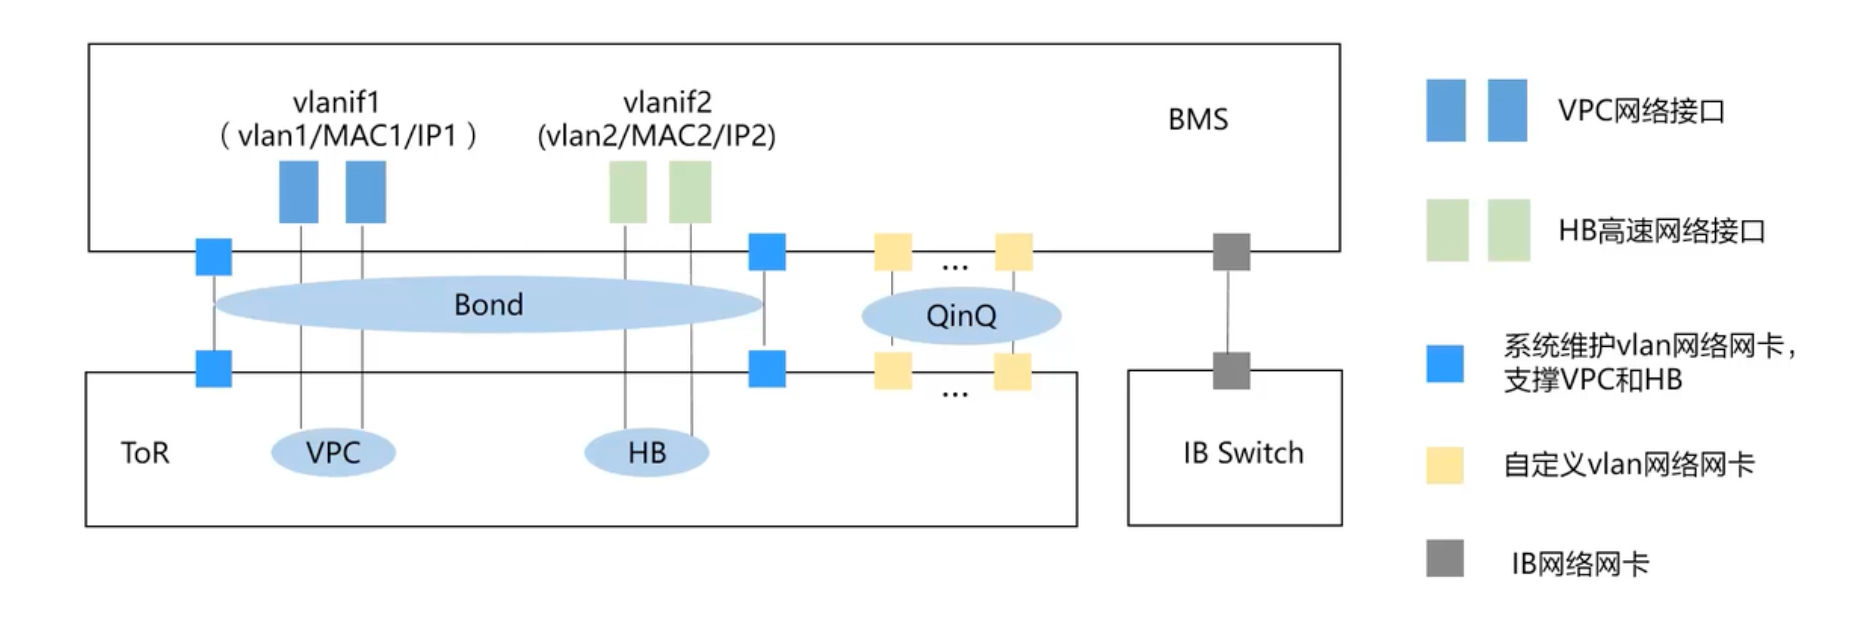 vlanif1
（ vlan1/MAC1/IP1 ）
vlanif2
(vlan2/MAC2/IP2)
BMS
...
Bond
QinQ
...
ToR
VPC
HB
IB Switch
VPC网络接口
HB高速网络接口
系统维护vlan网络网卡，
支撑VPC和HB
自定义vlan网络网卡
IB网络网卡